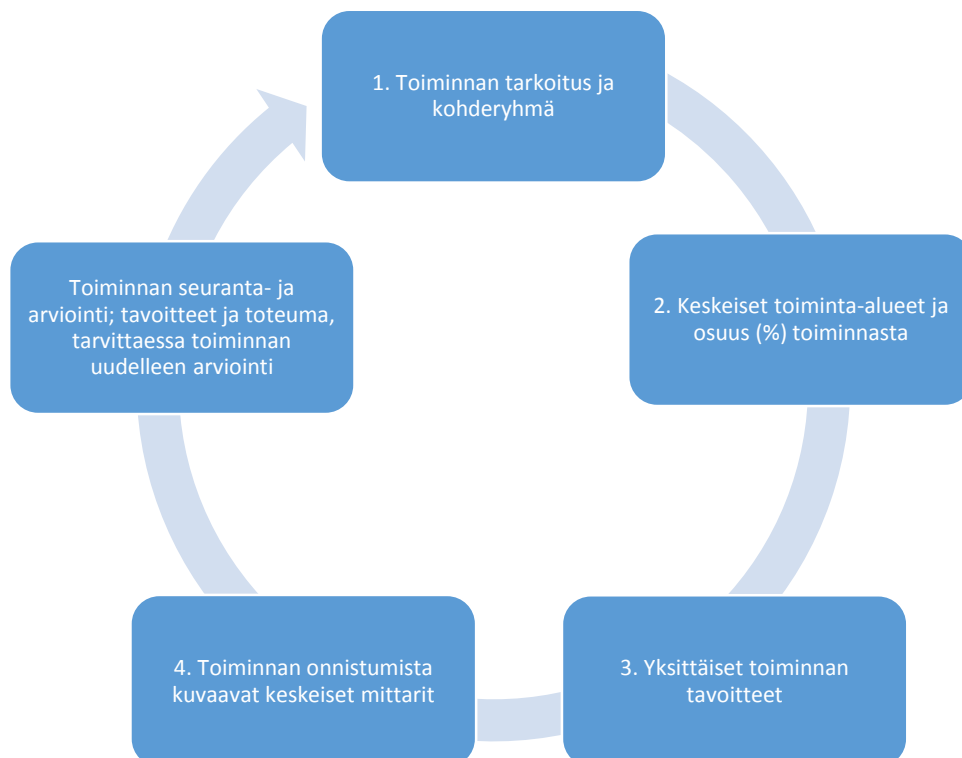 1. Toiminnan tarkoitus ja
kohderyhmä
2. Keskeiset toiminta-alueet ja
osuus (%) toiminnasta
3. Yksittäiset toiminnan
tavoitteet
4. Toiminnan onnistumista
kuvaavat keskeiset mittarit
Toiminnan seuranta- ja
arviointi; tavoitteet ja toteuma,
tarvittaessa toiminnan
uudelleen arviointi